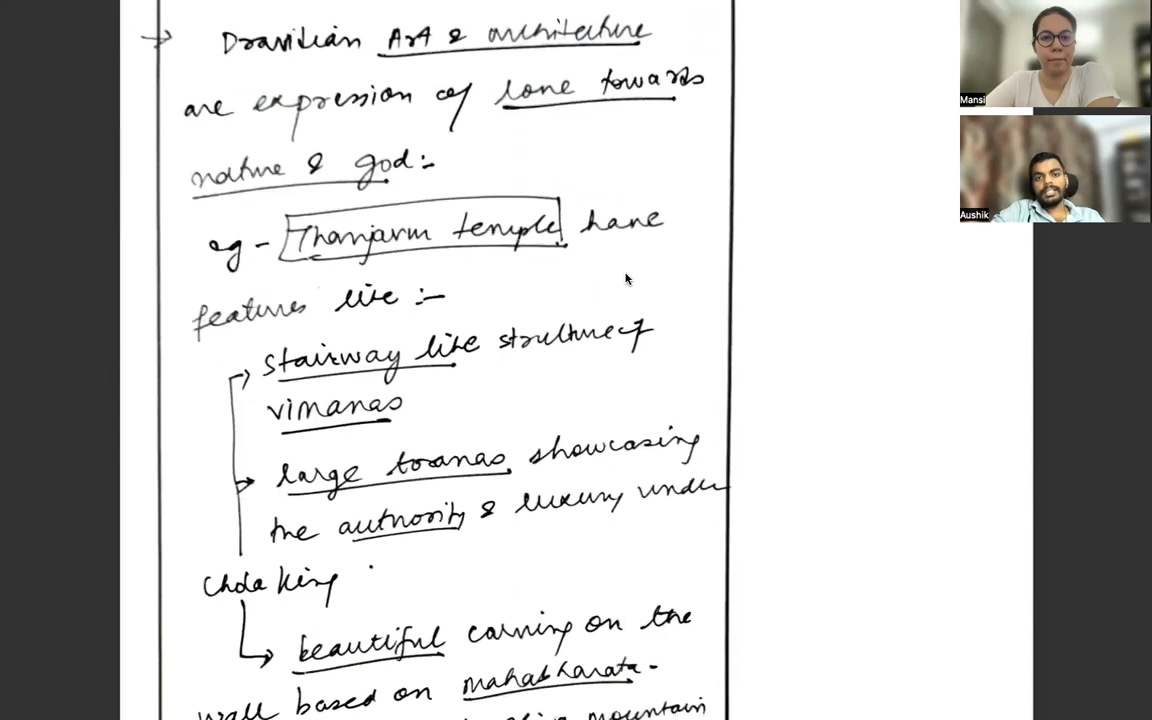 → Dravidian Art & architecture
are expression of love towards
nature & god:-
eg - Thanjavur temple have
features like :-
→ stairway like structure of
vimanas
→ large toranas showcasing
the authority & luxury under
Chola King
→ beautiful carving on the
wall based on mahabharata-
mountain
Mansi
Aushik